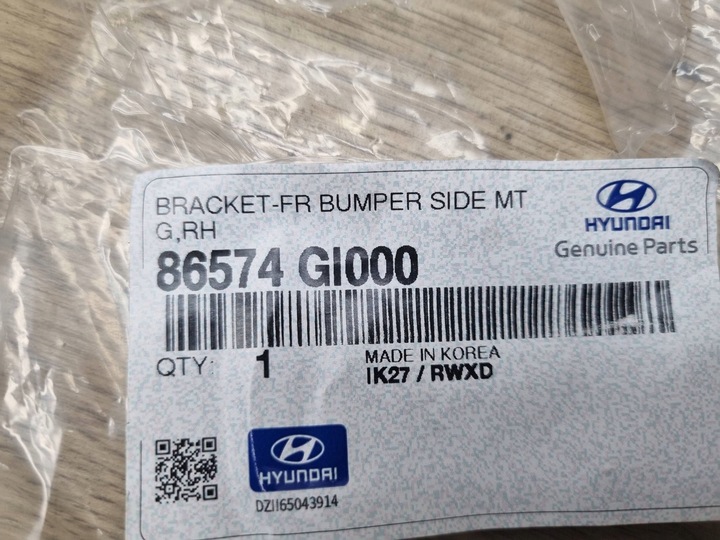 BRACKET-FR BUMPER SIDE MT
G,RH
86574 GI000
HYUNDAI
Genuine Parts
QTY: 1
MADE IN KOREA
IK27 / RWXD
HYUNDAI
DZII65043914